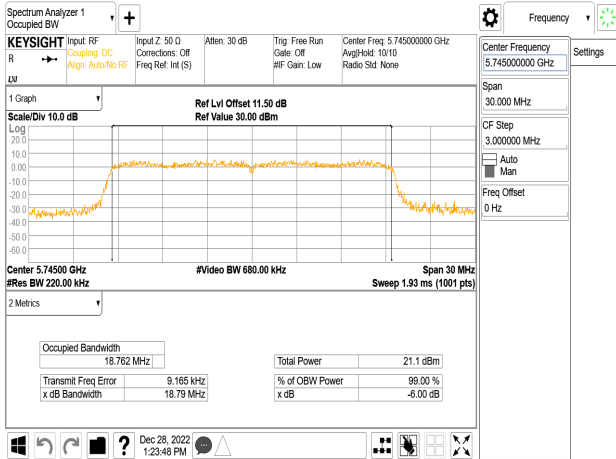 Spectrum Analyzer 1
Occupied BW
Frequency
KEYSIGHT
R
LXI
Input: RF
Coupling: DC
Align: Auto/No RF
Input Z: 50 Ω
Corrections: Off
Freq Ref: Int (S)
Atten: 30 dB
Trig: Free Run
Gate: Off
#IF Gain: Low
Center Freq: 5.745000000 GHz
Avg|Hold: 10/10
Radio Std: None
Center Frequency
5.745000000 GHz
Settings
Span
30.000 MHz
CF Step
3.000000 MHz
Auto
Man
Freq Offset
0 Hz
1 Graph
Scale/Div 10.0 dB
Ref Lvl Offset 11.50 dB
Ref Value 30.00 dBm
Log
20.0
10.0
0.00
-10.0
-20.0
-30.0
-40.0
-50.0
-60.0
Center 5.74500 GHz
#Video BW 680.00 kHz
Span 30 MHz
#Res BW 220.00 kHz
Sweep 1.93 ms (1001 pts)
2 Metrics
Occupied Bandwidth
18.762 MHz
Total Power 21.1 dBm
Transmit Freq Error 9.165 kHz
% of OBW Power 99.00 %
x dB Bandwidth 18.79 MHz
x dB -6.00 dB
?
Dec 28, 2022
1:23:48 PM